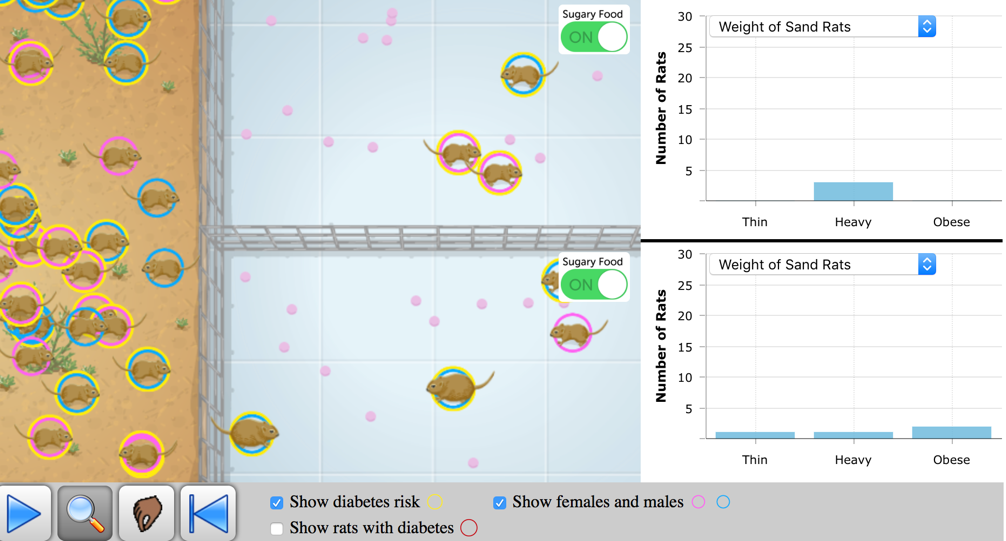 Sugary Food
ON
Sugary Food
ON
Weight of Sand Rats
Number of Rats
30
25
20
15
10
5
Thin Heavy Obese
Weight of Sand Rats
Number of Rats
30
25
20
15
10
5
Thin Heavy Obese
Show diabetes risk
Show females and males
Show rats with diabetes